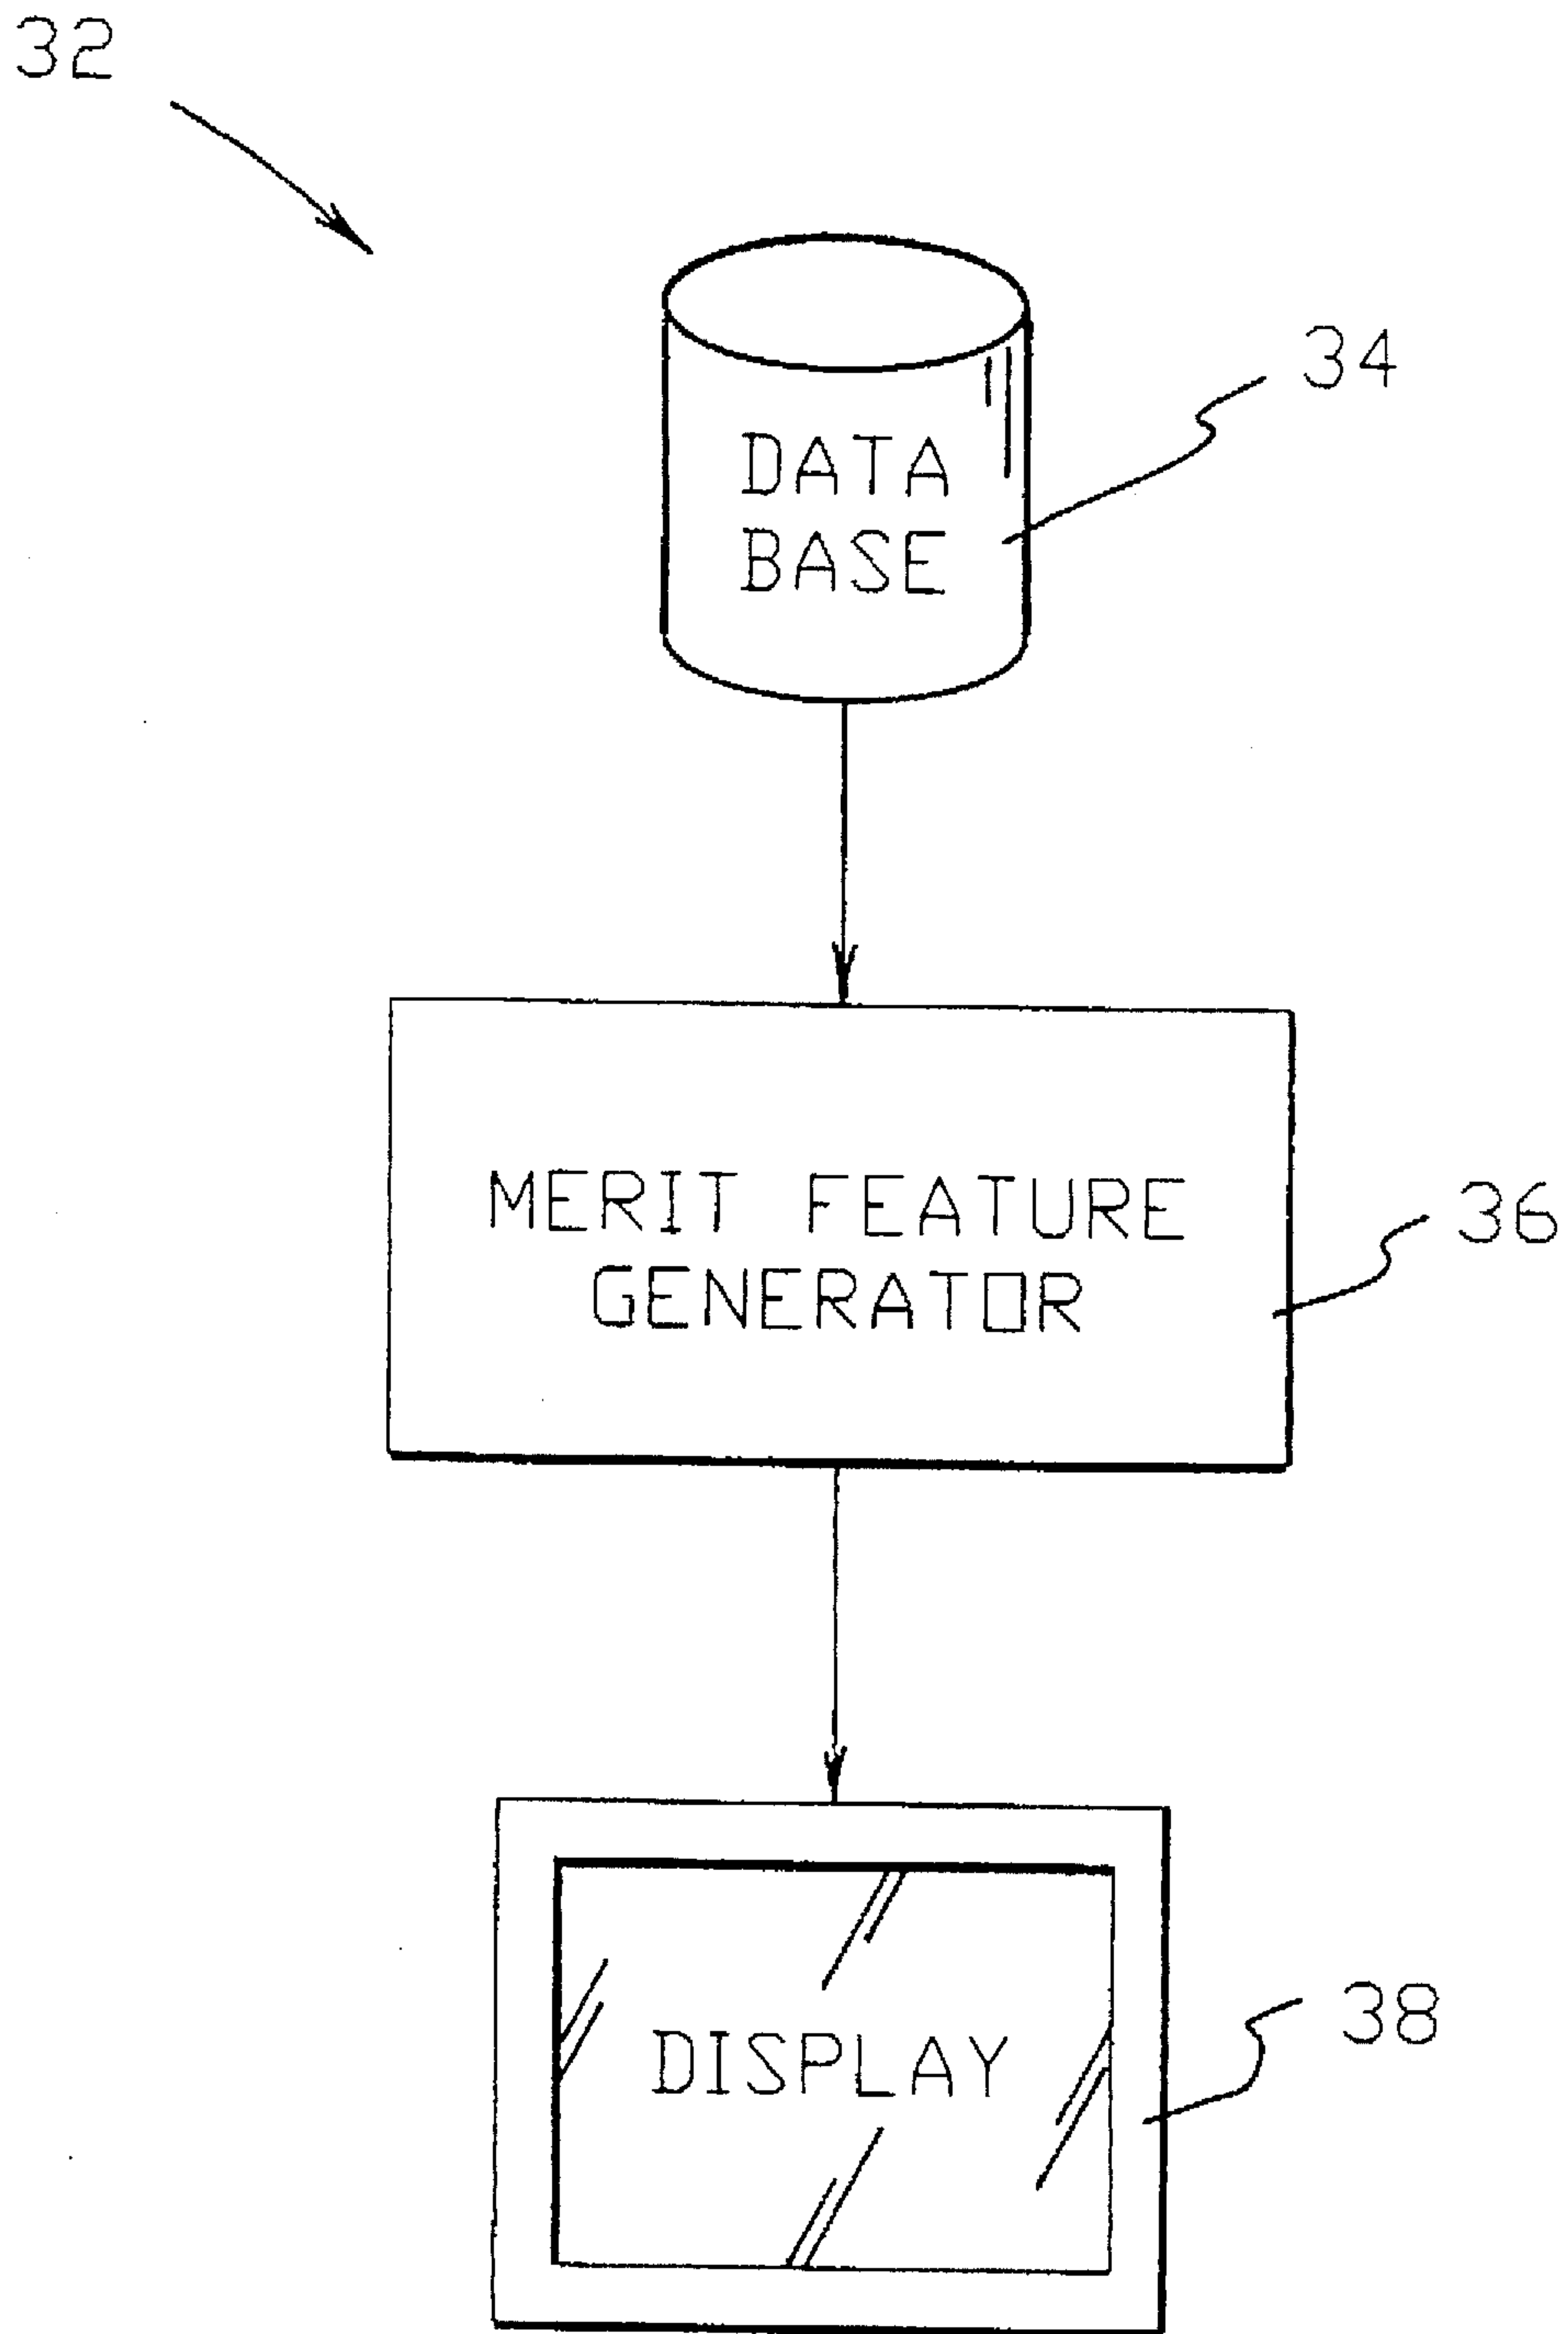 32
34
DATA
BASE
MERIT FEATURE
GENERATOR
36
DISPLAY
38